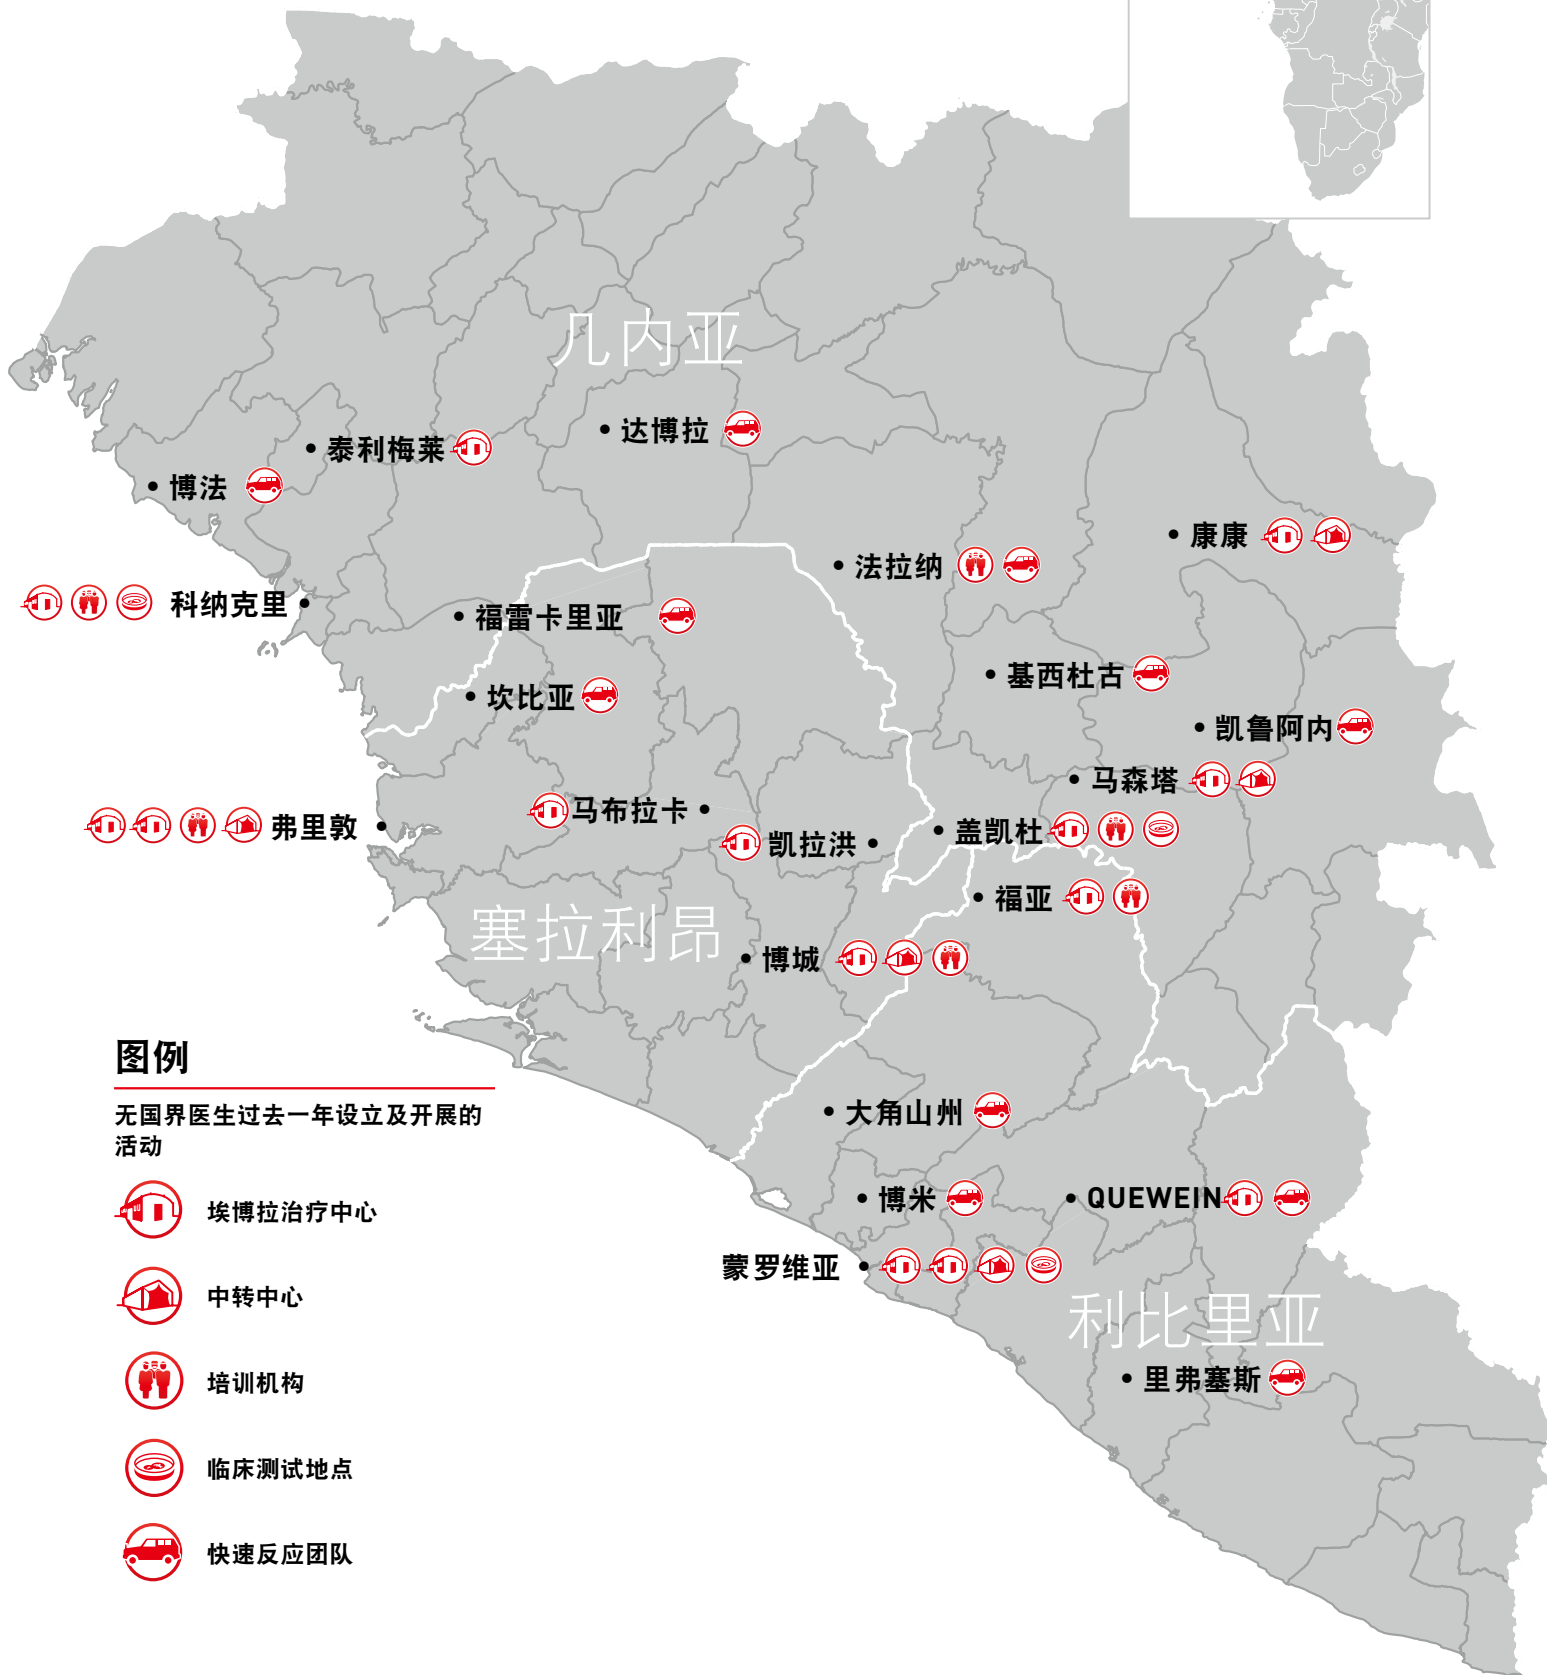 几内亚
达博拉
泰利梅莱
博法
康康
法拉纳
科纳克里
福雷卡里亚
基西杜古
坎比亚
凯鲁阿内
马森塔
马布拉卡
弗里敦
盖凯杜
凯拉洪
福亚
塞拉利昂
博城
图例
无国界医生过去一年设立及开展的
活动
埃博拉治疗中心
中转中心
培训机构
临床测试地点
快速反应团队
大角山州
博米
QUEWEIN
蒙罗维亚
利比里亚
里弗塞斯